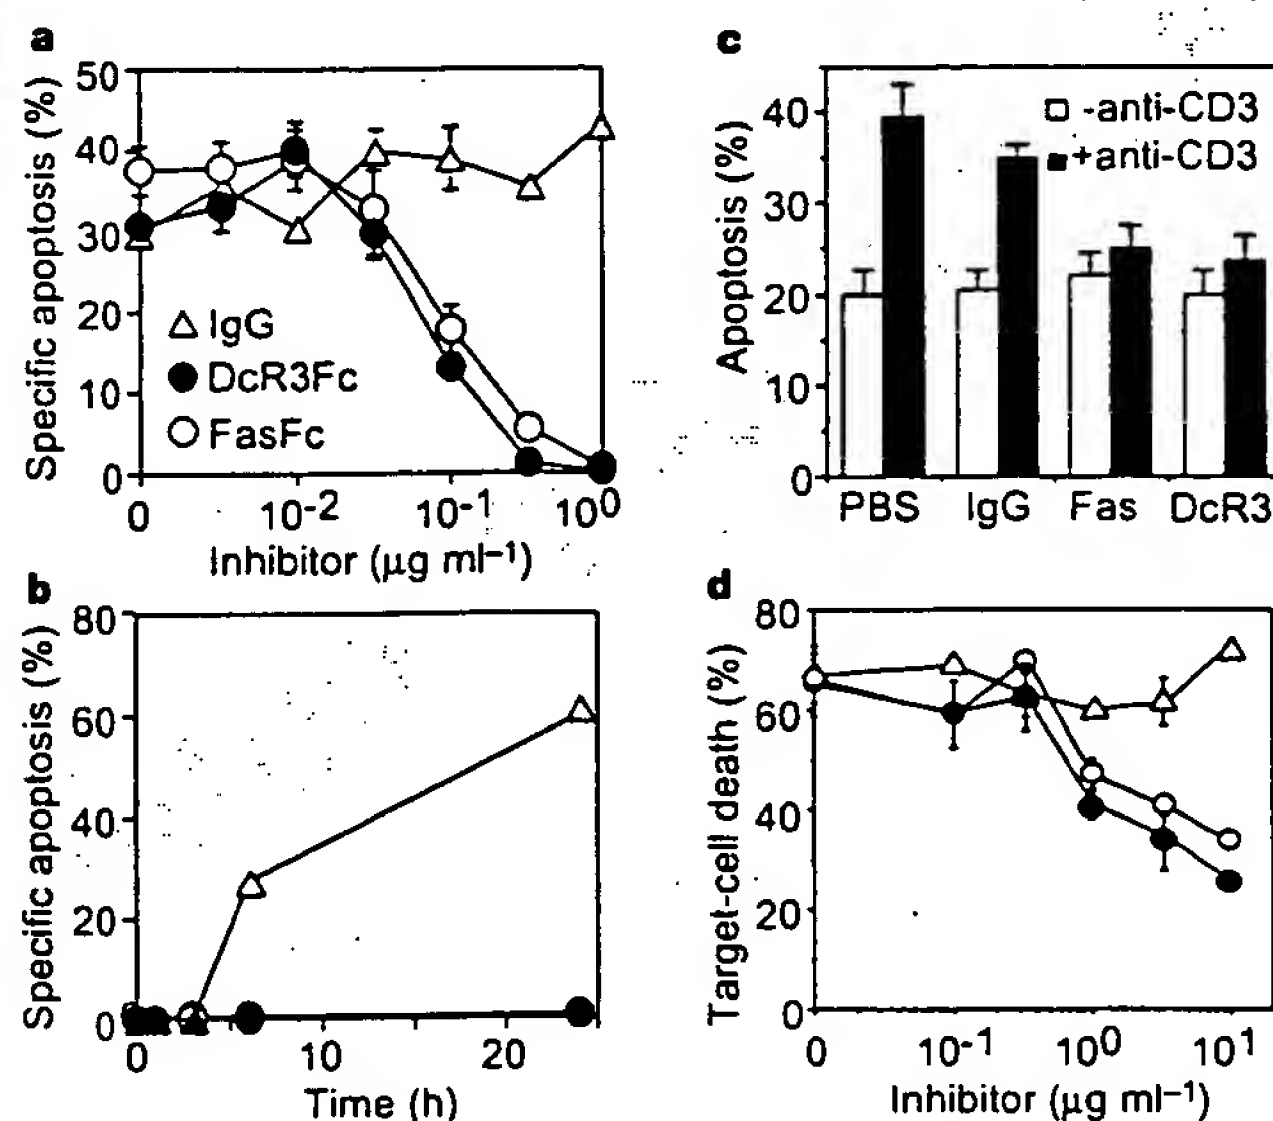 a
Specific apoptosis (%)
50
40
30
20
10
0
△ IgG
● DcR3Fc
○ FasFc
0 10-2 10-1 100
Inhibitor (μg ml–1)
b
Specific apoptosis (%)
80
60
40
20
0
0 10 20
Time (h)
c
Apoptosis (%)
40
30
20
10
0
□ -anti-CD3
■ +anti-CD3
PBS IgG Fas DcR3
d
Target-cell death (%)
80
60
40
20
0
0 10-1 100 101
Inhibitor (μg ml–1)